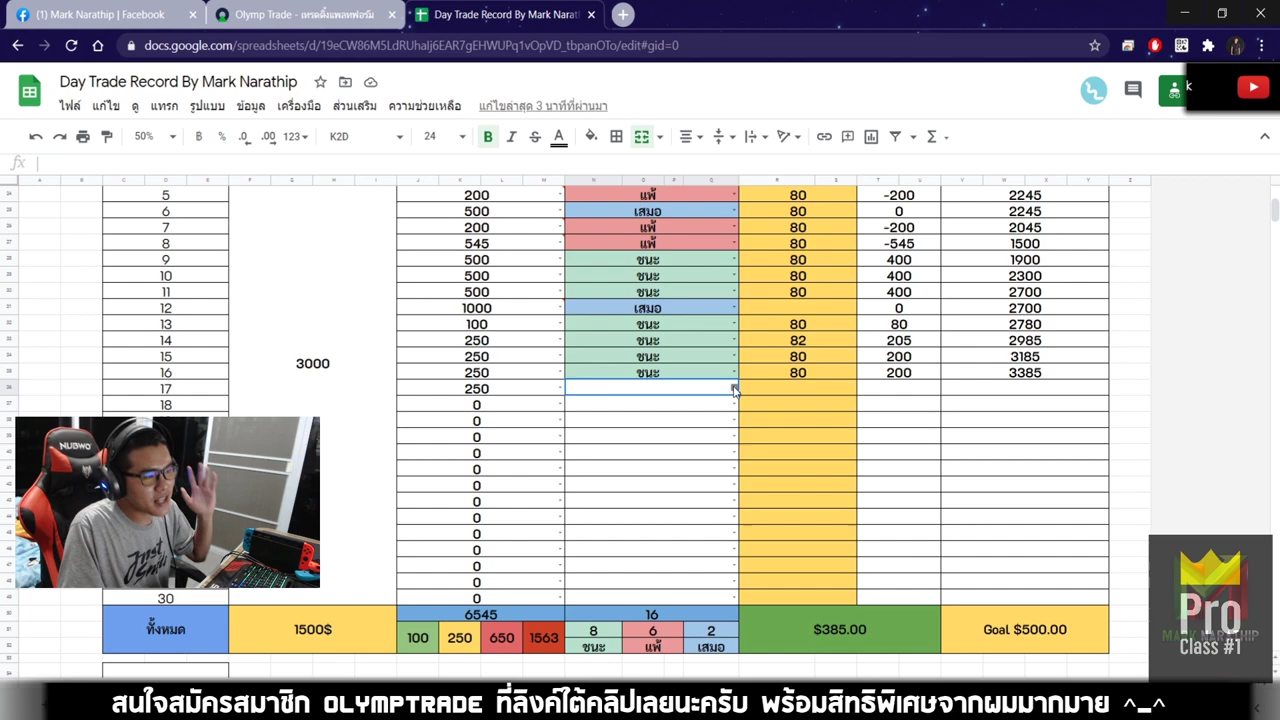 (1) Mark Narathip | Facebook
Olymp Trade - เทรดดิ้งแพลทฟอร์ม
Day Trade Record By Mark Narat
docs.google.com/spreadsheets/d/19eCW86M5LdRUhaIj6EAR7gEHWUPq1vOpVD_tbpanOTo/edit#gid=0
Day Trade Record By Mark Narathip
ไฟล์ แก้ไข ดู แทรก รูปแบบ ข้อมูล เครื่องมือ ส่วนเสริม ความช่วยเหลือ แก้ไขล่าสุด 3 นาทีที่ผ่านมา
k
50% ฿ % .0 .00 123 K2D 24 B I S A Σ
fx
5 200 แพ้ 80 -200 2245
6 500 เสมอ 80 0 2245
7 200 แพ้ 80 -200 2045
8 545 แพ้ 80 -545 1500
9 500 ชนะ 80 400 1900
10 500 ชนะ 80 400 2300
11 500 ชนะ 80 400 2700
12 1000 เสมอ 0 2700
13 100 ชนะ 80 80 2780
14 250 ชนะ 82 205 2985
15 250 ชนะ 80 200 3185
3000
16 250 ชนะ 80 200 3385
17 250
18 0
0
0
0
0
0
0
0
0
0
0
30 0
ทั้งหมด 1500$ 6545 16 $385.00 Goal $500.00
100 250 650 1563 8 6 2
ชนะ แพ้ เสมอ
NUBWO
Just
Pro
MARK NARATHIP
Class #1
สนใจสมัครสมาชิก OLYMPTRADE ที่ลิงค์ใต้คลิปเลยนะครับ พร้อมสิทธิพิเศษจากผมมากมาย ^_^